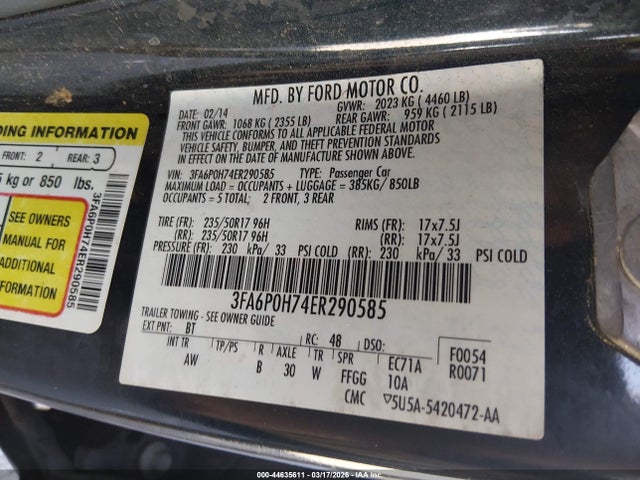 MFD. BY FORD MOTOR CO.
DATE: 02/14 GVWR: 2023 KG ( 4460 LB)
FRONT GAWR: 1068 KG ( 2355 LB) REAR GAWR: 959 KG ( 2115 LB)
THIS VEHICLE CONFORMS TO ALL APPLICABLE FEDERAL MOTOR
VEHICLE SAFETY, BUMPER, AND THEFT PREVENTION STANDARDS
IN EFFECT ON THE DATE OF MANUFACTURE SHOWN ABOVE.
VIN: 3FA6P0H74ER290585 TYPE: Passenger Car
MAXIMUM LOAD = OCCUPANTS + LUGGAGE = 385KG/ 850LB
OCCUPANTS = 5 TOTAL; 2 FRONT, 3 REAR
TIRE (FR): 235/50R17 96H RIMS (FR): 17x7.5J
(RR): 235/50R17 96H (RR): 17x7.5J
PRESSURE (FR): 230 kPa/ 33 PSI COLD (RR): 230 kPa/ 33 PSI COLD
3FA6P0H74ER290585
TRAILER TOWING - SEE OWNER GUIDE
EXT PNT: BT RC: 48 DSO:
INT TR TP/PS R AXLE TR SPR EC71A F0054
AW B 30 W FFGG 10A R0071
CMC ▽5U5A-5420472-AA
DING INFORMATION
FRONT: 2 REAR: 3
5 kg or 850 lbs.
SEE OWNERS
MANUAL FOR
ADDITIONAL
INFORMATION
3FA6P0H74ER290585
000-44635611 - 03/17/2026 - IAAI.COM